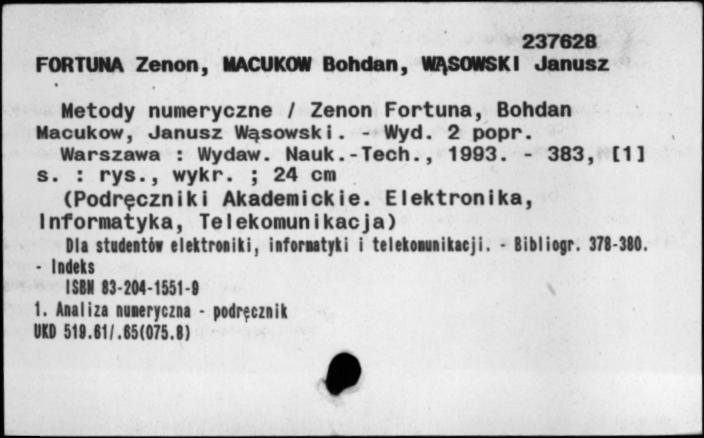 237628
FORTUNA Zenon, MACUKOW Bohdan, WĄSOWSKI Janusz
Metody numeryczne / Zenon Fortuna, Bohdan
Macukow, Janusz Wąsowski. - Wyd. 2 popr.
Warszawa : Wydaw. Nauk.-Tech., 1993. - 383, [1]
s. : rys., wykr. ; 24 cm
(Podręczniki Akademickie. Elektronika,
Informatyka, Telekomunikacja)
Dla studentów elektroniki, informatyki i telekomunikacji. - Bibliogr. 378-380.
- Indeks
ISBN 83-204-1551-9
1. Analiza numeryczna - podręcznik
UKD 519.61/.65(075.8)